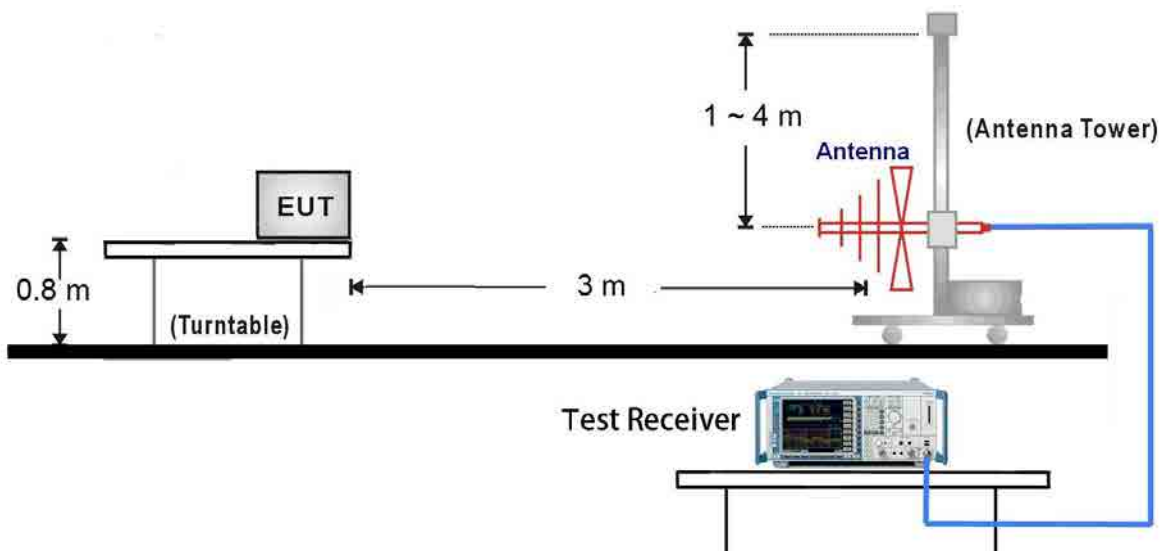 1 ~ 4 m
(Antenna Tower)
Antenna
EUT
0.8 m
3 m
(Turntable)
Test Receiver